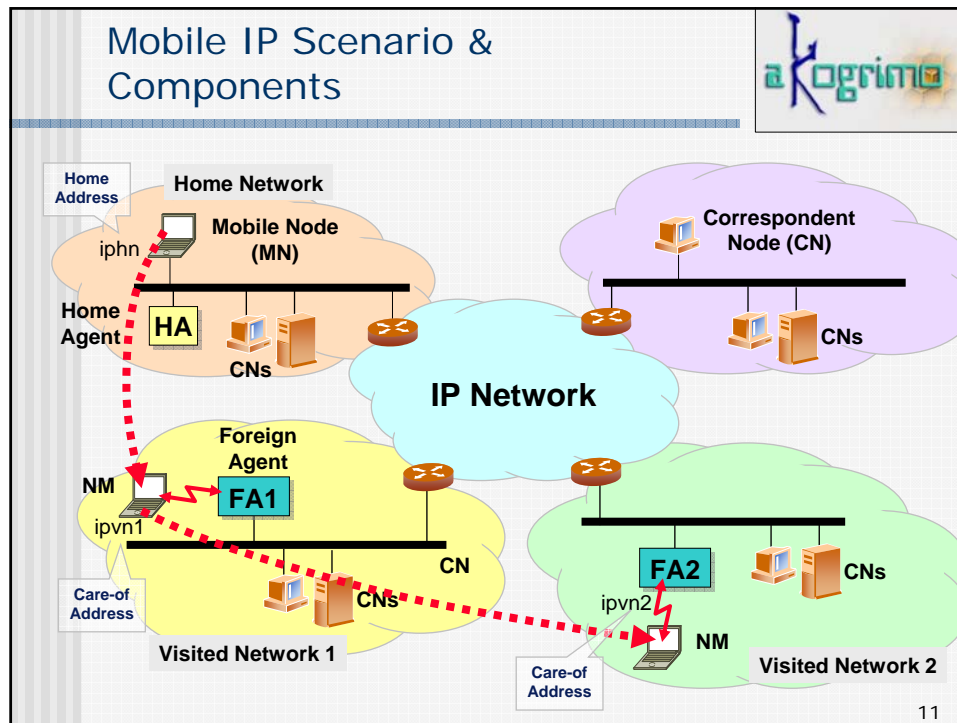 Mobile IP Scenario &
Components
akogrimo
Home
Address
Home Network
iphn
Mobile Node
(MN)
Home
Agent
HA
CNs
Correspondent
Node (CN)
CNs
IP Network
Foreign
Agent
NM
FA1
ipvn1
CN
Care-of
Address
CNs
Visited Network 1
FA2
CNs
ipvn2
NM
Care-of
Address
Visited Network 2
11